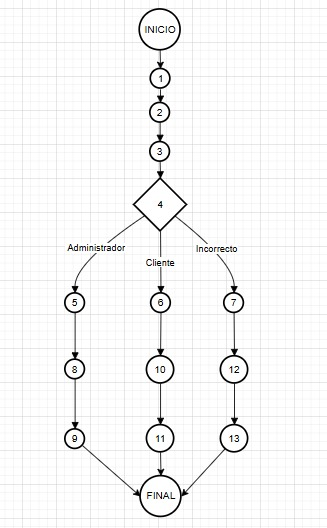 INICIO
1
2
3
4
Administrador
Cliente
Incorrecto
5
6
7
8
10
12
9
11
13
FINAL